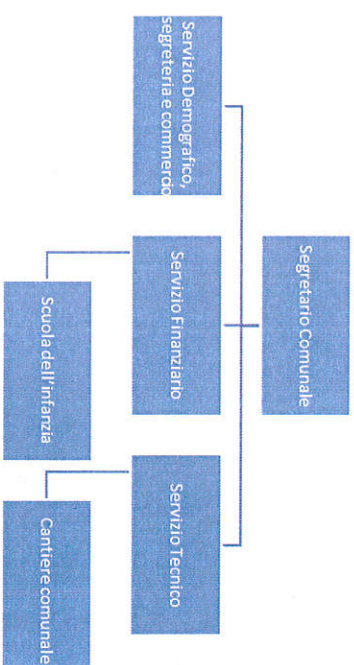 Segretario Comunale
Servizio Demografico,
segreteria e commercio
Servizio Finanziario
Servizio Tecnico
Scuola dell'infanzia
Cantiere comunale